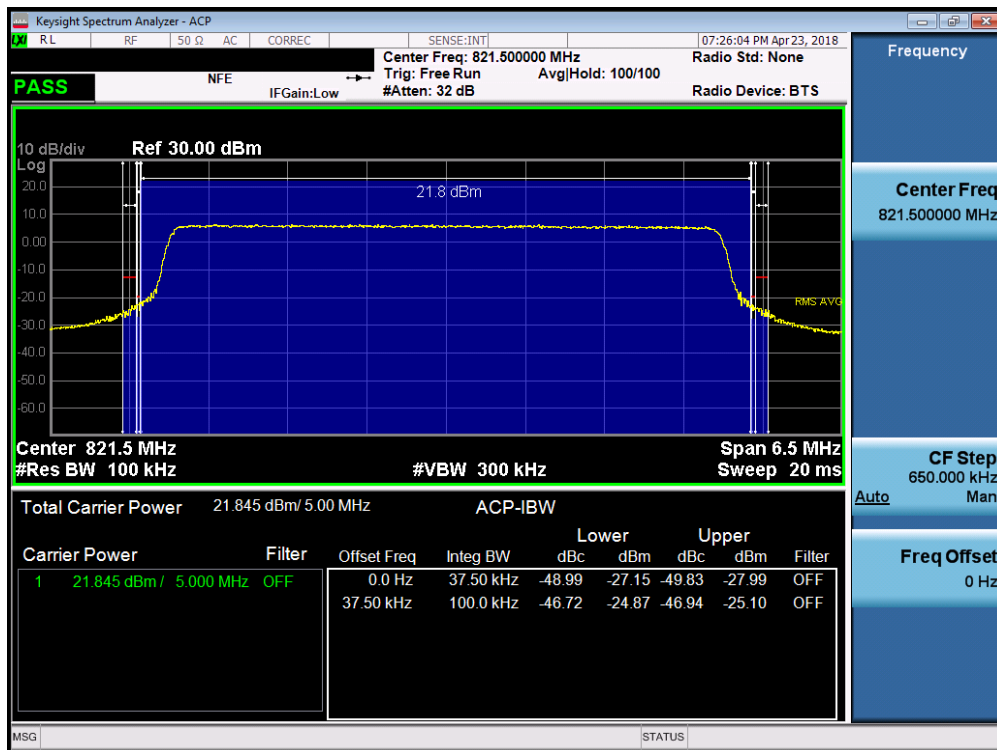 Keysight Spectrum Analyzer - ACP
LXI RL RF 50 Ω AC CORREC SENSE:INT 07:26:04 PM Apr 23, 2018
Center Freq: 821.500000 MHz Radio Std: None
NFE Trig: Free Run Avg|Hold: 100/100
PASS IFGain:Low #Atten: 32 dB Radio Device: BTS
10 dB/div Ref 30.00 dBm
Log
21.8 dBm
20.0
10.0
0.00
-10.0
-20.0
-30.0
-40.0
-50.0
-60.0
RMS AVG
Center 821.5 MHz Span 6.5 MHz
#Res BW 100 kHz #VBW 300 kHz Sweep 20 ms
Total Carrier Power 21.845 dBm/ 5.00 MHz ACP-IBW
Lower Upper
Carrier Power Filter Offset Freq Integ BW dBc dBm dBc dBm Filter
1 21.845 dBm / 5.000 MHz OFF 0.0 Hz 37.50 kHz -48.99 -27.15 -49.83 -27.99 OFF
37.50 kHz 100.0 kHz -46.72 -24.87 -46.94 -25.10 OFF
MSG STATUS
Frequency
Center Freq
821.500000 MHz
CF Step
650.000 kHz
Auto Man
Freq Offset
0 Hz